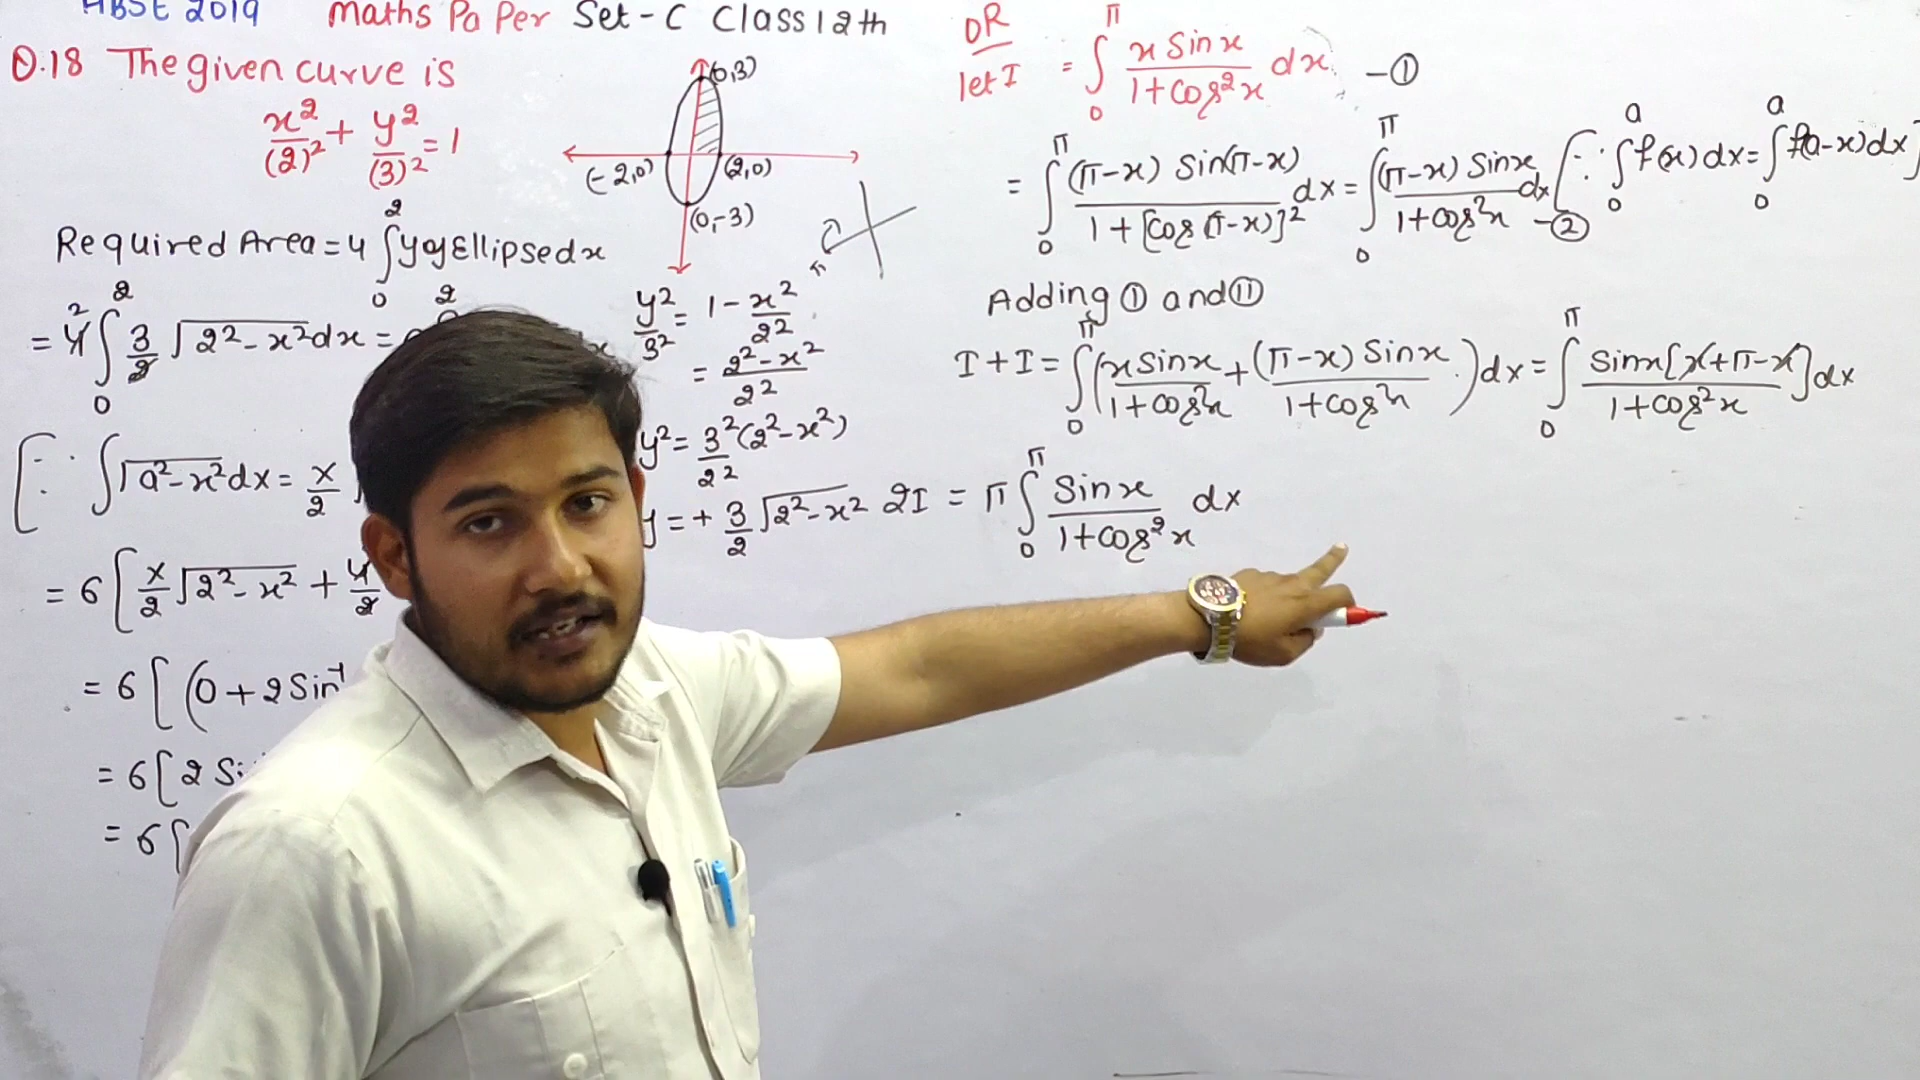 HBSE 2019 Maths Paper Set-C Class 12th
Q.18 The given curve is
x²/(2)² + y²/(3)² = 1
(0,3)
(-2,0) (2,0)
(0,-3)
Required Area = 4 ∫₀² y of Ellipse dx
= 4 ∫₀² 3/2 √2²-x² dx =
[∵ ∫√a²-x² dx = x/2
= 6 [x/2 √2²-x² + 4/2
= 6 [(0+2 Sin⁻¹
= 6 [2 Si
= 6 [
y²/3² = 1 - x²/2²
= 2²-x²/2²
y² = 3²/2² (2²-x²)
y = + 3/2 √2²-x²
OR
let I = ∫₀^π x Sin x/1+Cos²x dx -①
= ∫₀^π (π-x) Sin(π-x)/1+[Cos(π-x)]² dx = ∫₀^π (π-x) Sinx/1+cos²x dx -② [∵ ∫₀^a f(x)dx = ∫₀^a f(a-x)dx]
Adding ① and ⑪
I + I = ∫₀^π (x Sinx/1+cos²x + (π-x) Sinx/1+cos²x) dx = ∫₀^π Sinx[x+π-x]/1+cos²x dx
2I = π ∫₀^π Sinx/1+cos²x dx